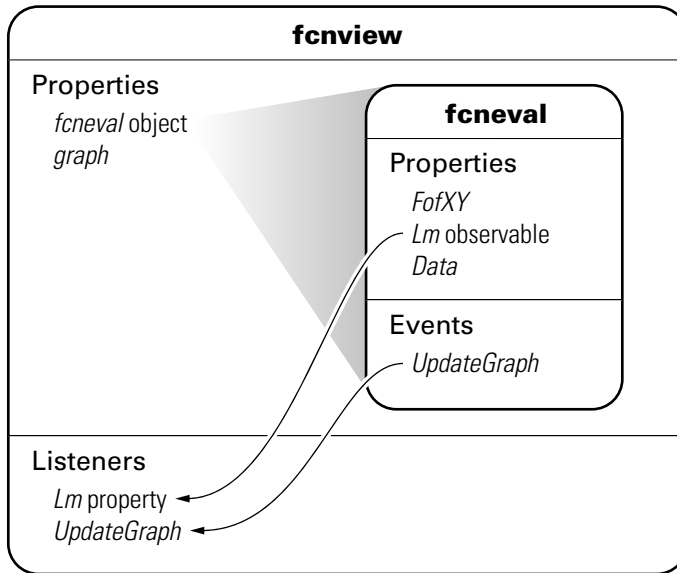 fcnview
Properties
fcneval object
graph
fcneval
Properties
FofXY
Lm observable
Data
Events
UpdateGraph
Listeners
Lm property
UpdateGraph